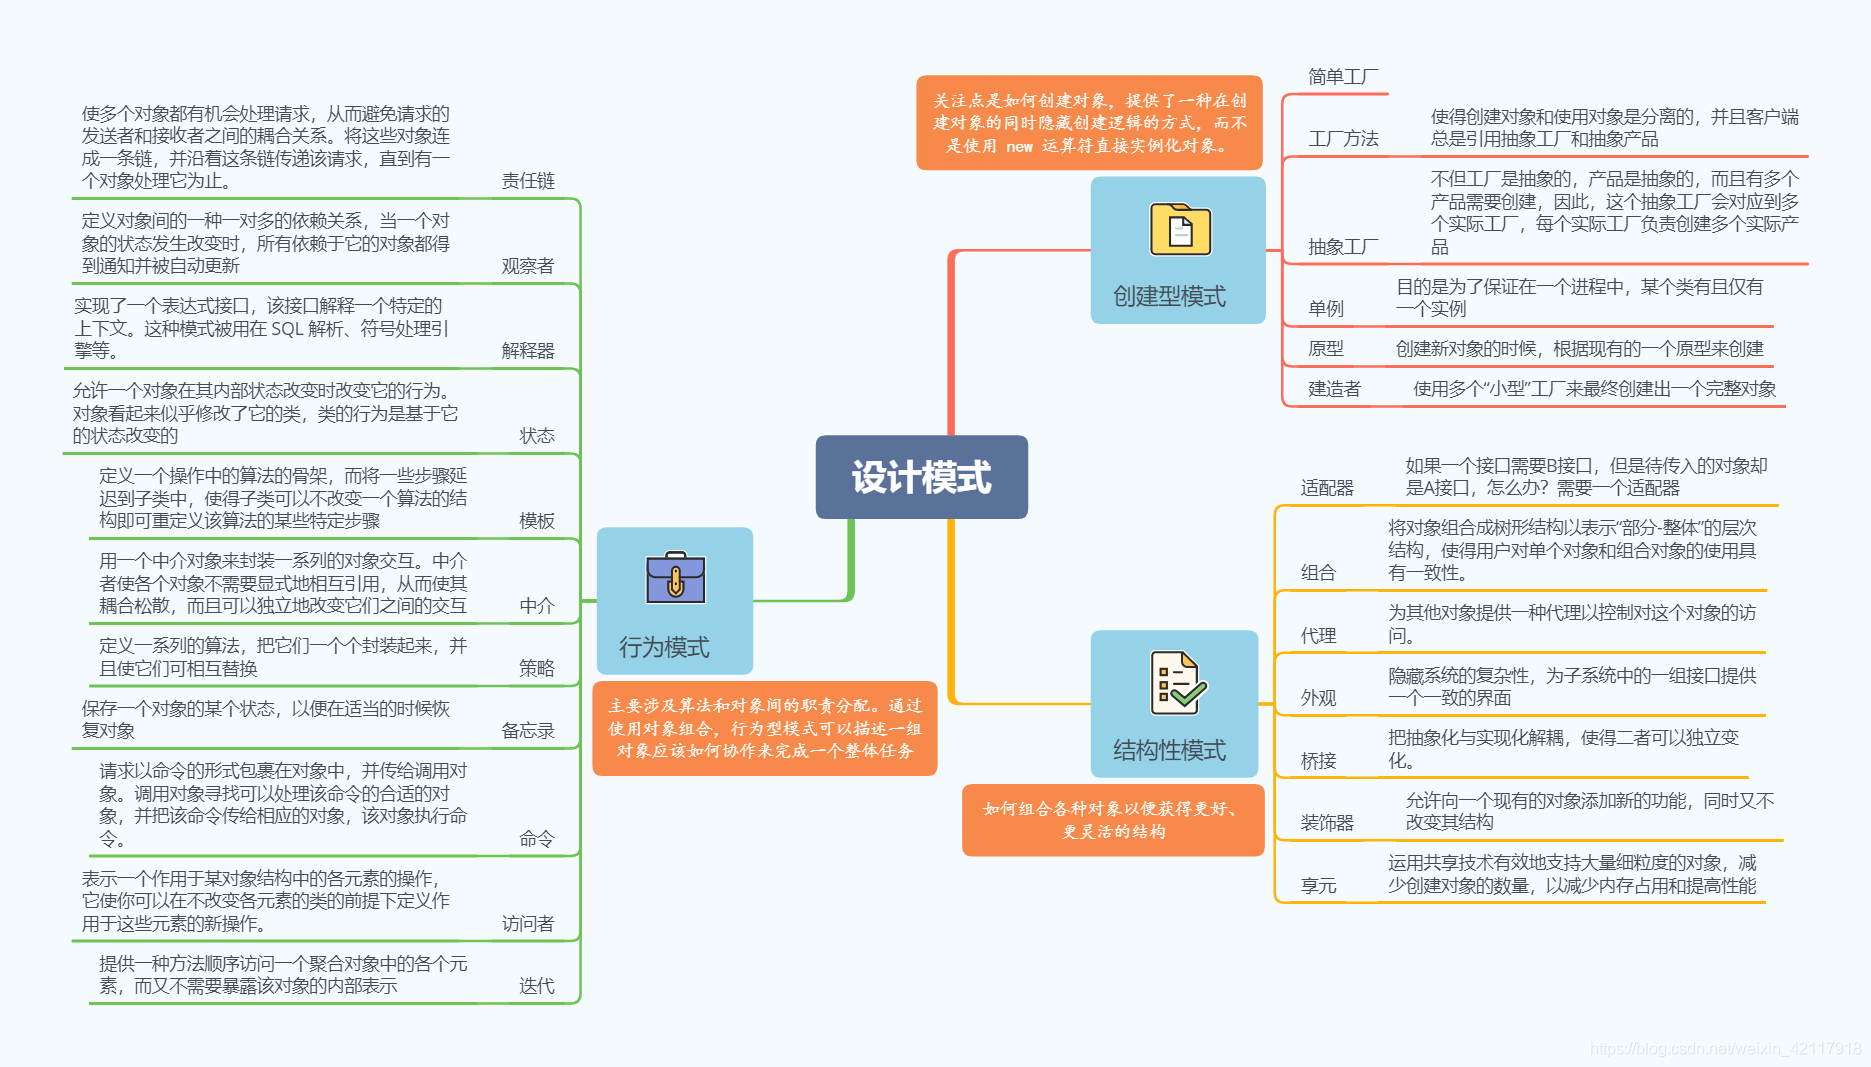 设计模式
关注点是如何创建对象，提供了一种在创
建对象的同时隐藏创建逻辑的方式，而不
是使用 new 运算符直接实例化对象。
创建型模式
简单工厂
工厂方法
使得创建对象和使用对象是分离的，并且客户端
总是引用抽象工厂和抽象产品
抽象工厂
不但工厂是抽象的，产品是抽象的，而且有多个
产品需要创建，因此，这个抽象工厂会对应到多
个实际工厂，每个实际工厂负责创建多个实际产
品
单例
目的是为了保证在一个进程中，某个类有且仅有
一个实例
原型
创建新对象的时候，根据现有的一个原型来创建
建造者
使用多个“小型”工厂来最终创建出一个完整对象
结构性模式
如何组合各种对象以便获得更好、
更灵活的结构
适配器
如果一个接口需要B接口，但是待传入的对象却
是A接口，怎么办？需要一个适配器
组合
将对象组合成树形结构以表示“部分-整体”的层次
结构，使得用户对单个对象和组合对象的使用具
有一致性。
代理
为其他对象提供一种代理以控制对这个对象的访
问。
外观
隐藏系统的复杂性，为子系统中的一组接口提供
一个一致的界面
桥接
把抽象化与实现化解耦，使得二者可以独立变
化。
装饰器
允许向一个现有的对象添加新的功能，同时又不
改变其结构
享元
运用共享技术有效地支持大量细粒度的对象，减
少创建对象的数量，以减少内存占用和提高性能
行为模式
主要涉及算法和对象间的职责分配。通过
使用对象组合，行为型模式可以描述一组
对象应该如何协作来完成一个整体任务
责任链
使多个对象都有机会处理请求，从而避免请求的
发送者和接收者之间的耦合关系。将这些对象连
成一条链，并沿着这条链传递该请求，直到有一
个对象处理它为止。
观察者
定义对象间的一种一对多的依赖关系，当一个对
象的状态发生改变时，所有依赖于它的对象都得
到通知并被自动更新
解释器
实现了一个表达式接口，该接口解释一个特定的
上下文。这种模式被用在 SQL 解析、符号处理引
擎等。
状态
允许一个对象在其内部状态改变时改变它的行为。
对象看起来似乎修改了它的类，类的行为是基于它
的状态改变的
模板
定义一个操作中的算法的骨架，而将一些步骤延
迟到子类中，使得子类可以不改变一个算法的结
构即可重定义该算法的某些特定步骤
中介
用一个中介对象来封装一系列的对象交互。中介
者使各个对象不需要显式地相互引用，从而使其
耦合松散，而且可以独立地改变它们之间的交互
策略
定义一系列的算法，把它们一个个封装起来，并
且使它们可相互替换
备忘录
保存一个对象的某个状态，以便在适当的时候恢
复对象
命令
请求以命令的形式包裹在对象中，并传给调用对
象。调用对象寻找可以处理该命令的合适的对
象，并把该命令传给相应的对象，该对象执行命
令。
访问者
表示一个作用于某对象结构中的各元素的操作，
它使你可以在不改变各元素的类的前提下定义作
用于这些元素的新操作。
迭代
提供一种方法顺序访问一个聚合对象中的各个元
素，而又不需要暴露该对象的内部表示
https://blog.csdn.net/weixin_42117918